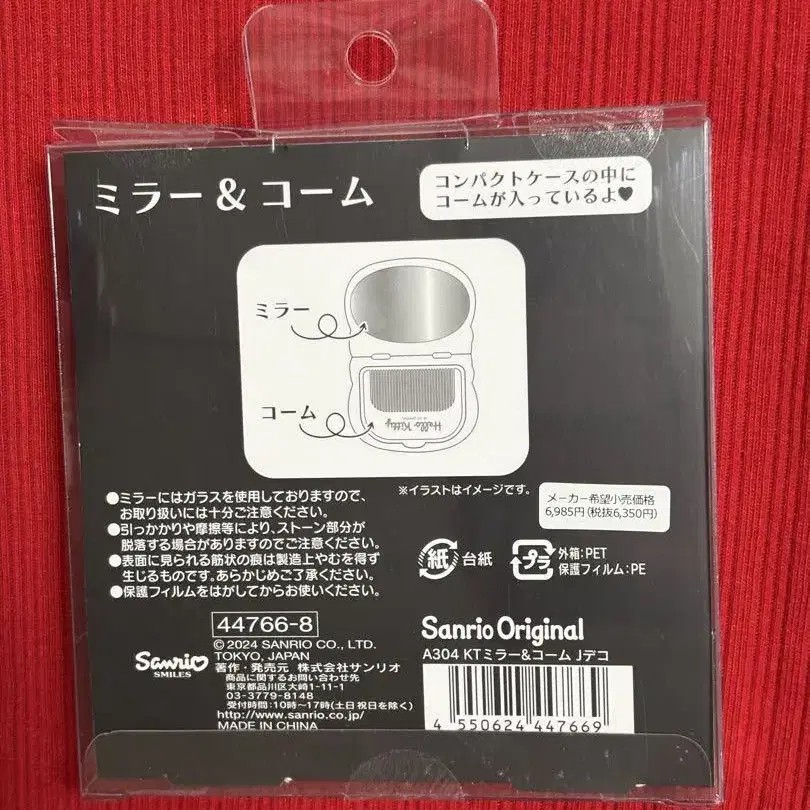 ミラー & コーム
コンパクトケースの中に
コームが入っているよ♥
ミラー
コーム
Hello Kitty
※イラストはイメージです。
メーカー希望小売価格
6,985円(税抜6,350円)
●ミラーにはガラスを使用しておりますので、
お取り扱いには十分ご注意ください。
●引っかかりや摩擦等により、ストーン部分が
脱落する場合がありますのでご注意ください。
●表面に見られる筋状の痕は製造上やむを得ず
生じるものです。あらかじめご了承ください。
●保護フィルムをはがしてからお使いください。
紙 台紙
プラ 外箱:PET
保護フィルム:PE
44766-8
© 2024 SANRIO CO., LTD.
TOKYO, JAPAN
Sanrio
SMILES
著作・発売元 株式会社サンリオ
商品に関するお問い合わせ先
東京都品川区大崎1-11-1
03-3779-8148
受付時間:10時～17時(土日祝日を除く)
http://www.sanrio.co.jp/
MADE IN CHINA
Sanrio Original
A304 KTミラー&コーム Jデコ
4 550624 447669